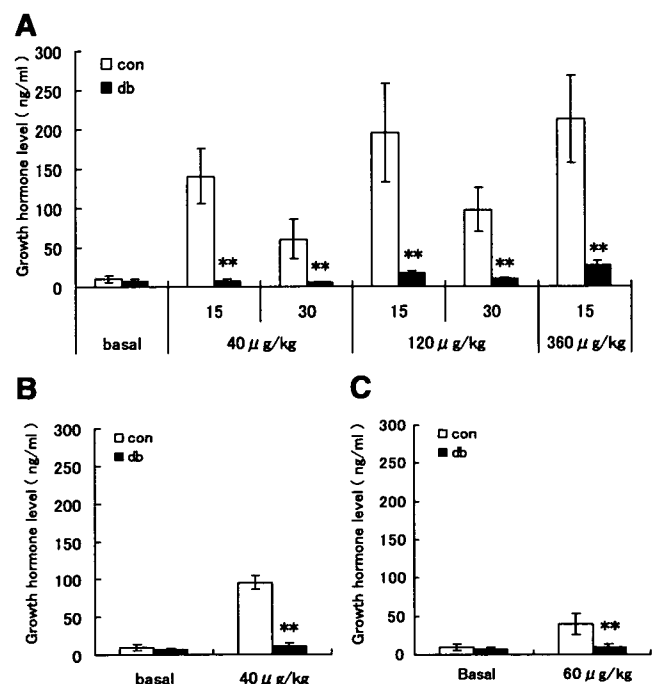 A
Growth hormone level ( ng/ml)
300
250
200
150
100
50
0
con
db
**
**
**
**
**
15 30 15 30 15
basal 40 μ g/kg 120 μ g/kg 360 μ g/kg
B
Growth hormone level ( ng/ml)
300
250
200
150
100
50
0
con
db
**
basal 40 μ g/kg
C
Growth hormone level ( ng/ml)
300
250
200
150
100
50
0
con
db
**
Basal 60 μ g/kg